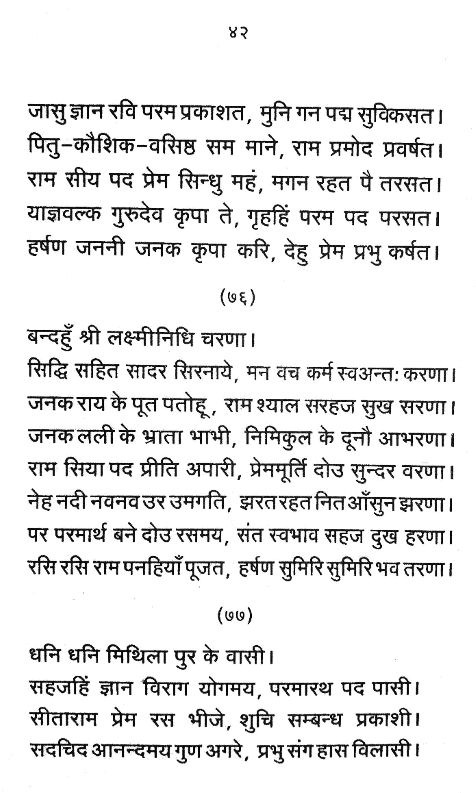 ४२
जासु ज्ञान रवि परम प्रकाशत, मुनि गन पद्म सुविकसत।
पितु-कौशिक-वसिष्ठ सम माने, राम प्रमोद प्रवर्षत।
राम सीय पद प्रेम सिन्धु महं, मगन रहत पै तरसत।
याज्ञवल्क गुरुदेव कृपा ते, गृहहिं परम पद परसत।
हर्षण जननी जनक कृपा करि, देहु प्रेम प्रभु कर्षत।
(७६)
बन्दहुँ श्री लक्ष्मीनिधि चरणा।
सिद्धि सहित सादर सिरनाये, मन वच कर्म स्वअन्तः करणा।
जनक राय के पूत पतोहू, राम श्याल सरहज सुख सरणा।
जनक लली के भ्राता भाभी, निमिकुल के दूनौ आभरणा।
राम सिया पद प्रीति अपारी, प्रेममूर्ति दोउ सुन्दर वरणा।
नेह नदी नवनव उर उमगति, झरत रहत नित आँसुन झरणा।
पर परमार्थ बने दोउ रसमय, संत स्वभाव सहज दुख हरणा।
रसि रसि राम पनहियाँ पूजत, हर्षण सुमिरि सुमिरि भव तरणा।
(७७)
धनि धनि मिथिला पुर के वासी।
सहजहिं ज्ञान विराग योगमय, परमारथ पद पासी।
सीताराम प्रेम रस भीजे, शुचि सम्बन्ध प्रकाशी।
सदचिद आनन्दमय गुण अगरे, प्रभु संग हास विलासी।